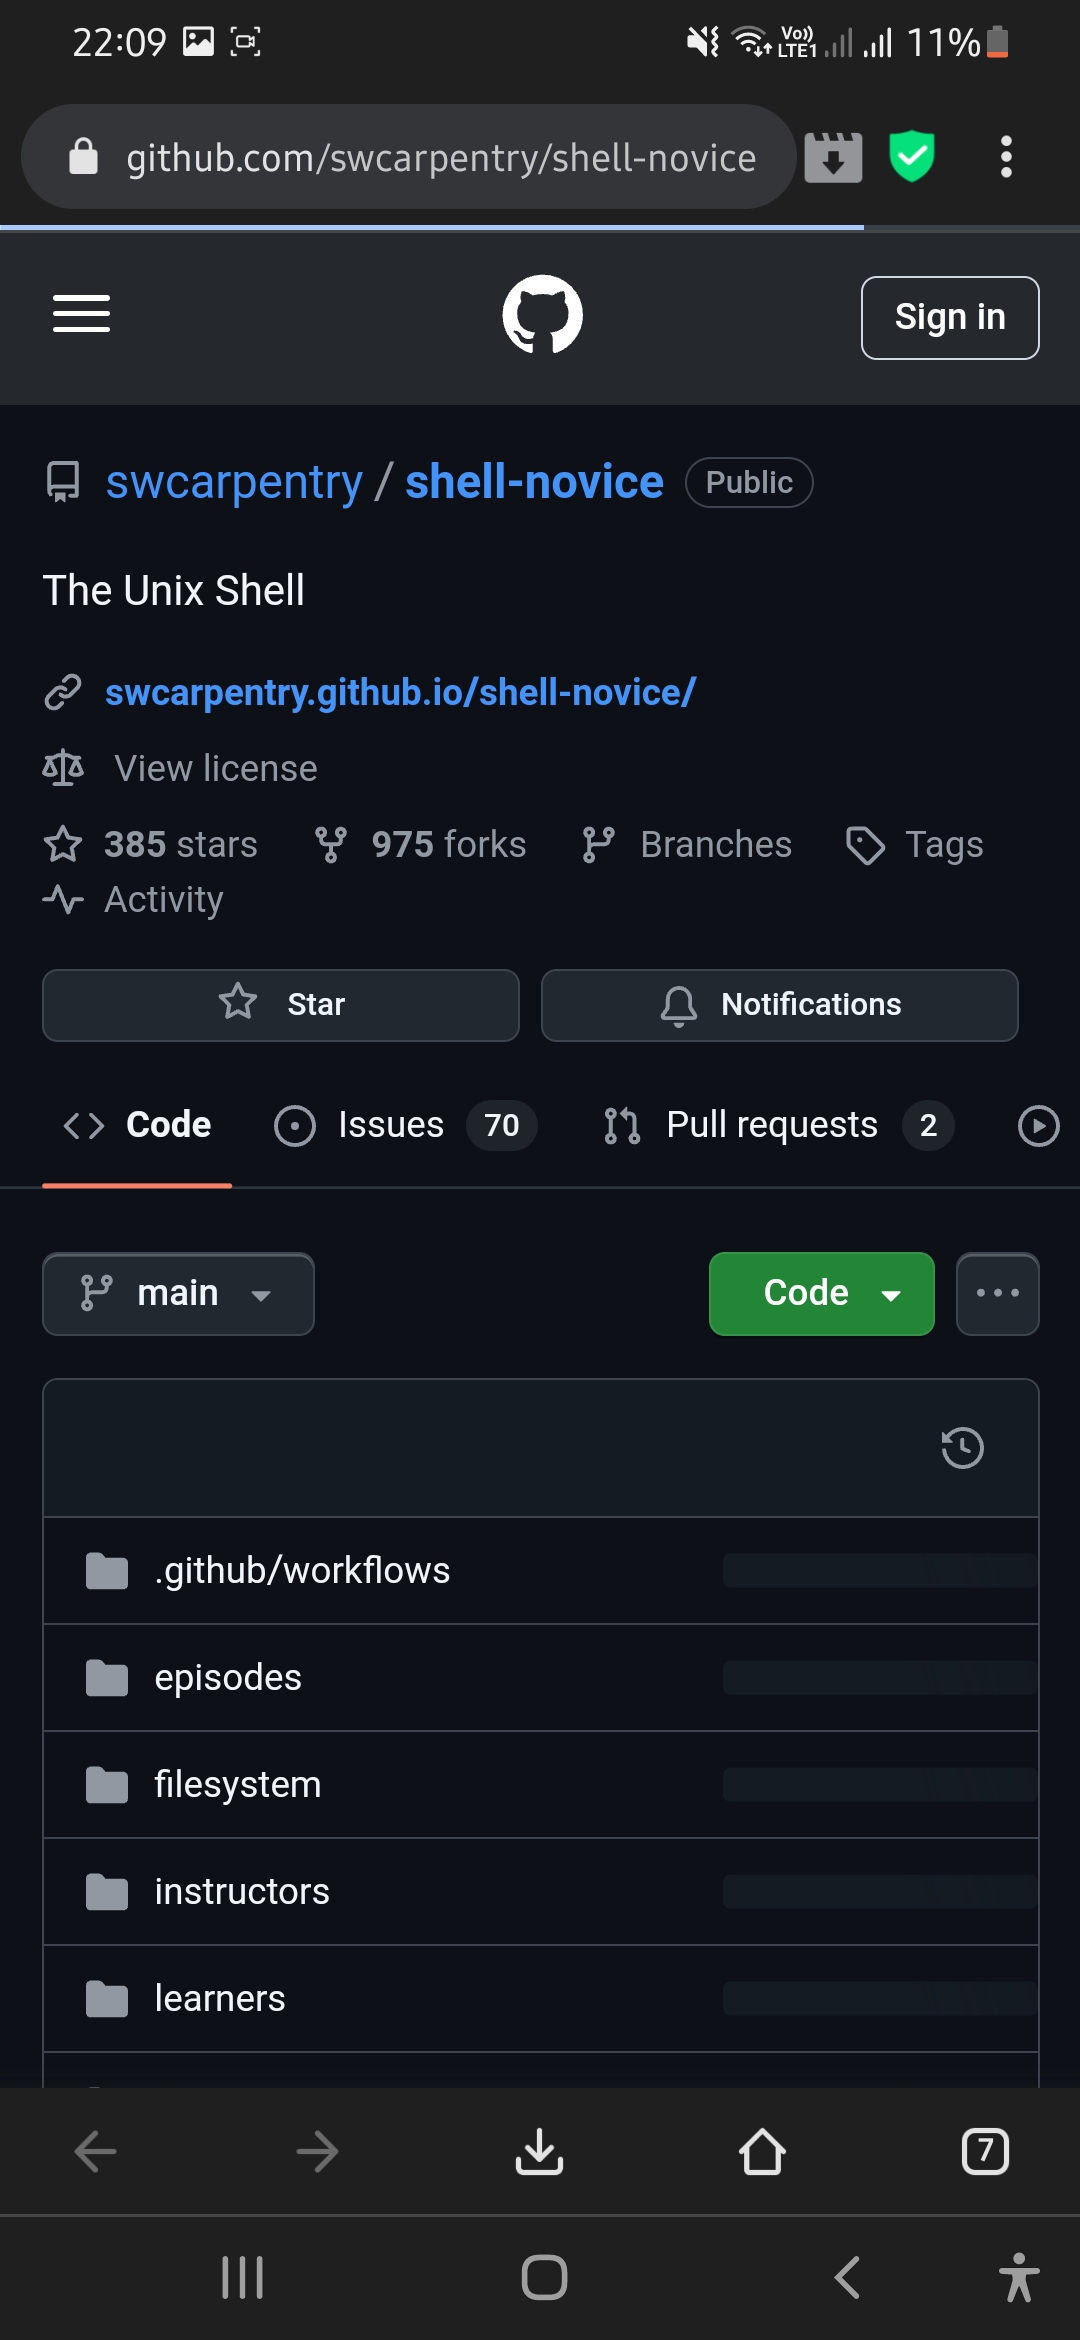 22:09 Vo)) LTE1 11%
github.com/swcarpentry/shell-novice
Sign in
swcarpentry / shell-novice Public
The Unix Shell
swcarpentry.github.io/shell-novice/
View license
385 stars 975 forks Branches Tags
Activity
Star Notifications
Code Issues 70 Pull requests 2
main Code
.github/workflows
episodes
filesystem
instructors
learners
7